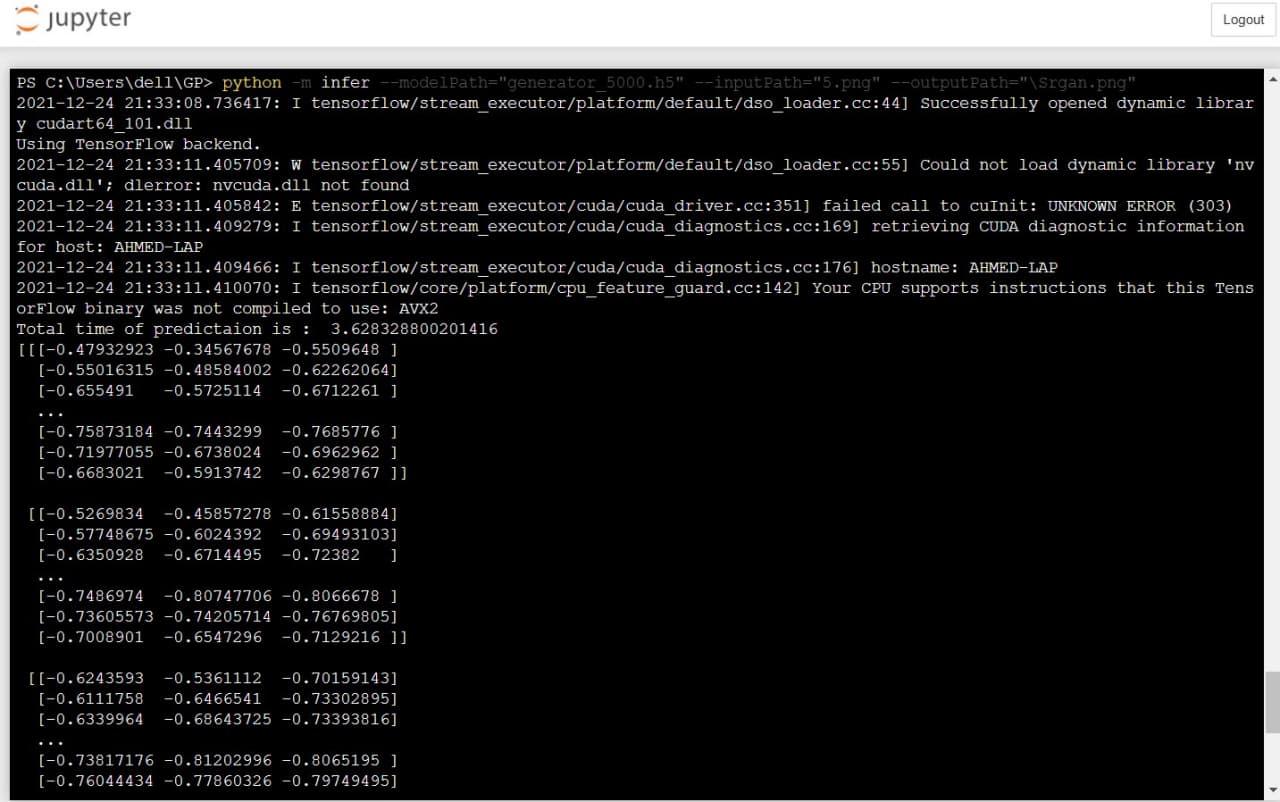 jupyter
Logout
PS C:\Users\dell\GP> python -m infer --modelPath="generator_5000.h5" --inputPath="5.png" --outputPath="\Srgan.png"
2021-12-24 21:33:08.736417: I tensorflow/stream_executor/platform/default/dso_loader.cc:44] Successfully opened dynamic librar
y cudart64_101.dll
Using TensorFlow backend.
2021-12-24 21:33:11.405709: W tensorflow/stream_executor/platform/default/dso_loader.cc:55] Could not load dynamic library 'nv
cuda.dll'; dlerror: nvcuda.dll not found
2021-12-24 21:33:11.405842: E tensorflow/stream_executor/cuda/cuda_driver.cc:351] failed call to cuInit: UNKNOWN ERROR (303)
2021-12-24 21:33:11.409279: I tensorflow/stream_executor/cuda/cuda_diagnostics.cc:169] retrieving CUDA diagnostic information
for host: AHMED-LAP
2021-12-24 21:33:11.409466: I tensorflow/stream_executor/cuda/cuda_diagnostics.cc:176] hostname: AHMED-LAP
2021-12-24 21:33:11.410070: I tensorflow/core/platform/cpu_feature_guard.cc:142] Your CPU supports instructions that this Tens
orFlow binary was not compiled to use: AVX2
Total time of predictaion is :  3.628328800201416
[[[-0.47932923 -0.34567678 -0.5509648 ]
  [-0.55016315 -0.48584002 -0.62262064]
  [-0.655491   -0.5725114  -0.6712261 ]
  ...
  [-0.75873184 -0.7443299  -0.7685776 ]
  [-0.71977055 -0.6738024  -0.6962962 ]
  [-0.6683021  -0.5913742  -0.6298767 ]]
 [[-0.5269834  -0.45857278 -0.61558884]
  [-0.57748675 -0.6024392  -0.69493103]
  [-0.6350928  -0.6714495  -0.72382   ]
  ...
  [-0.7486974  -0.80747706 -0.8066678 ]
  [-0.73605573 -0.74205714 -0.76769805]
  [-0.7008901  -0.6547296  -0.7129216 ]]
 [[-0.6243593  -0.5361112  -0.70159143]
  [-0.6111758  -0.6466541  -0.73302895]
  [-0.6339964  -0.68643725 -0.73393816]
  ...
  [-0.73817176 -0.81202996 -0.8065195 ]
  [-0.76044434 -0.77860326 -0.79749495]